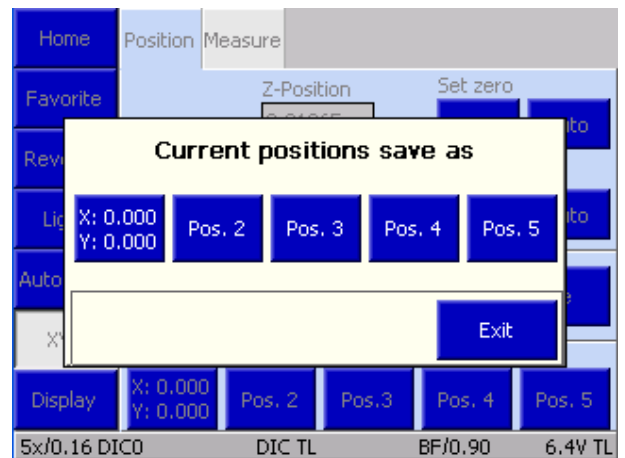 Home
Position
Measure
Favorite
Z-Position
Set zero
Current positions save as
X: 0.000
Y: 0.000
Pos. 2
Pos. 3
Pos. 4
Pos. 5
Exit
Display
X: 0.000
Y: 0.000
Pos. 2
Pos.3
Pos. 4
Pos. 5
5x/0.16 DIC0
DIC TL
BF/0.90
6.4V TL